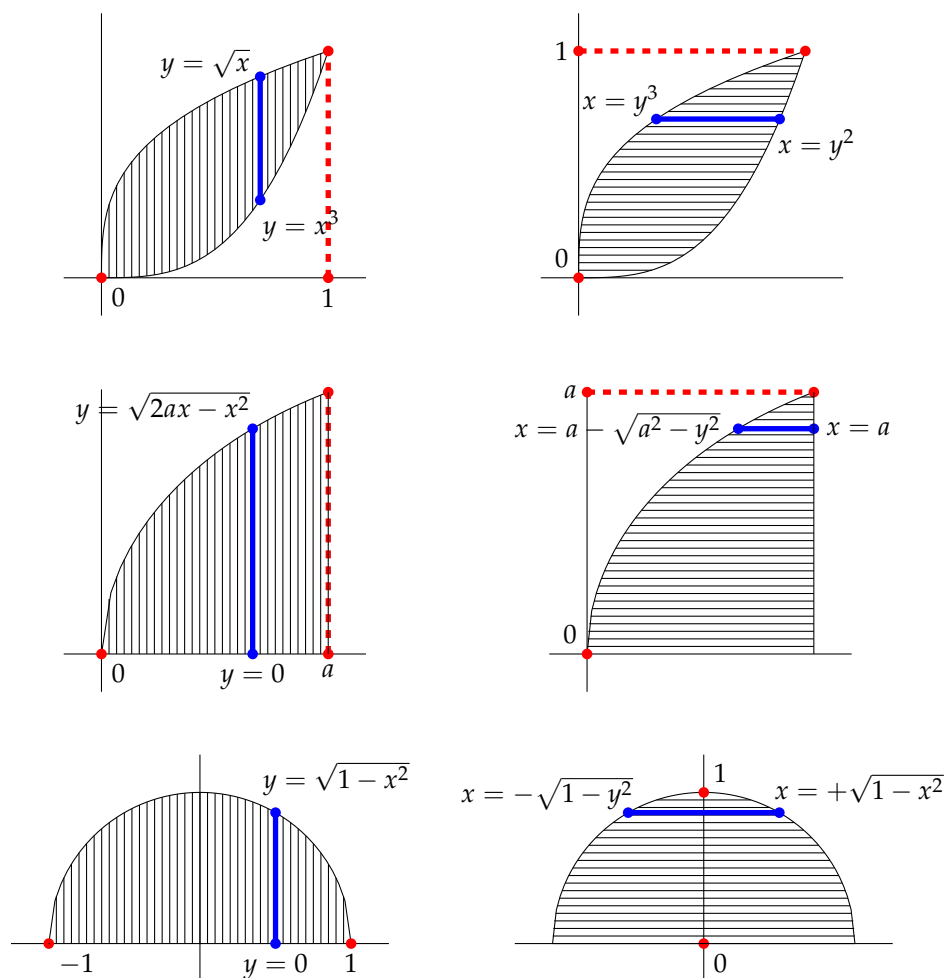 y = √x
y = x³
0
1
1
x = y³
x = y²
0
y = √(2ax − x²)
0
y = 0
a
a
x = a − √(a² − y²)
x = a
0
y = √(1 − x²)
−1
y = 0
1
1
x = −√(1 − y²)
x = +√(1 − x²)
0